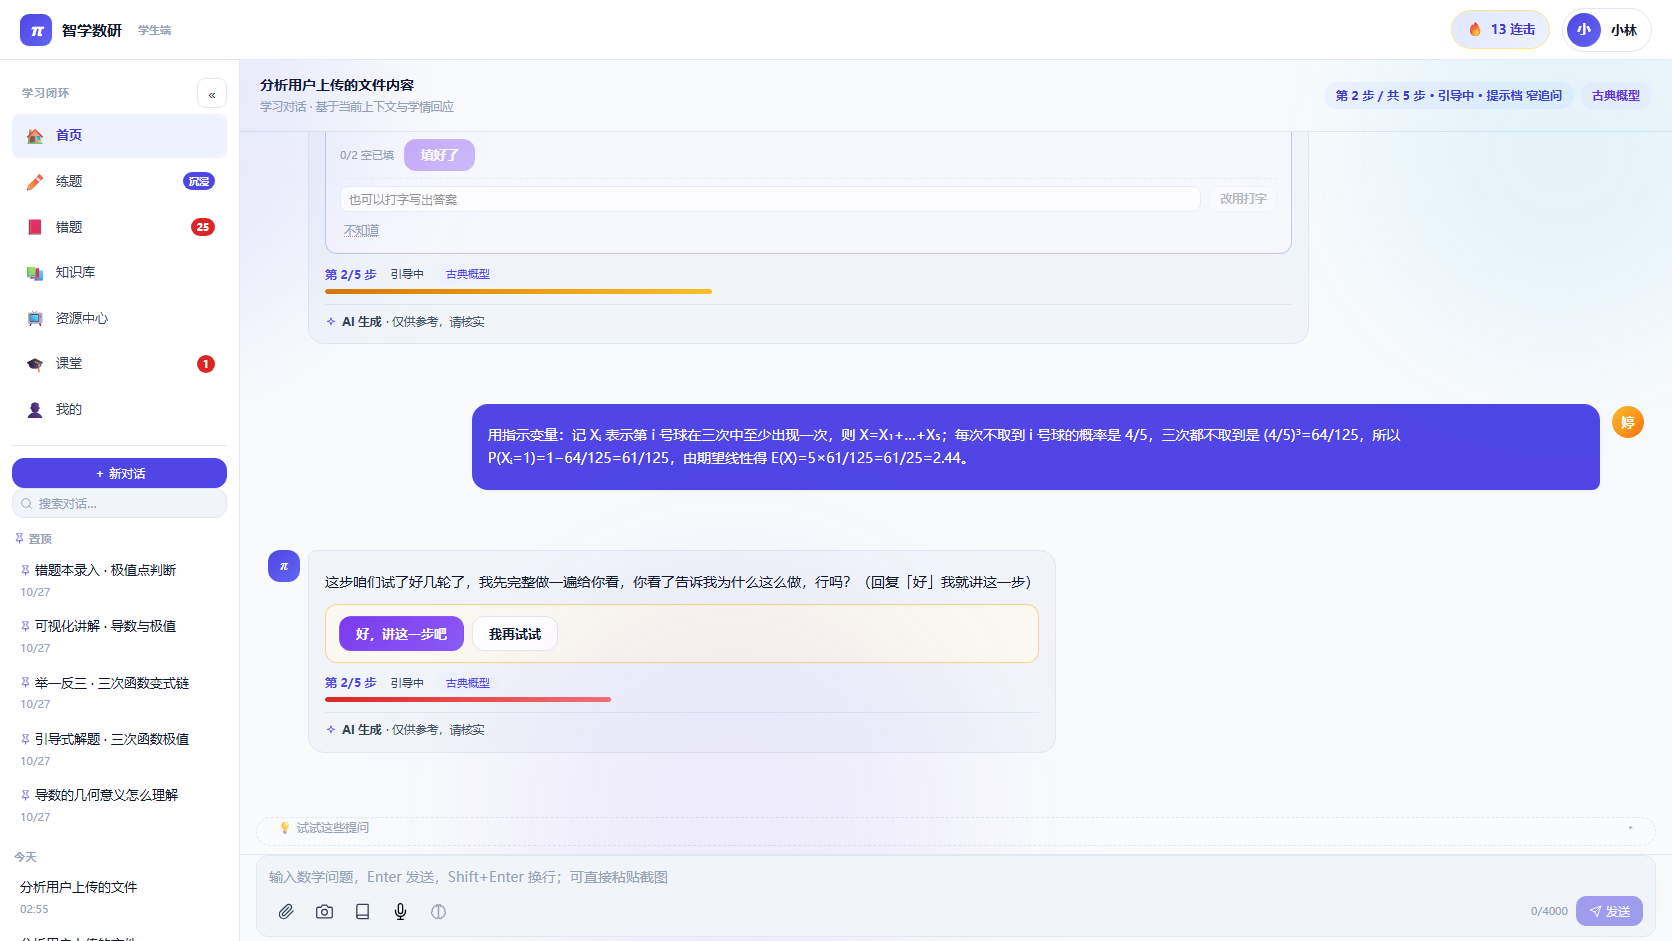 π 智学数研 学生端
🔥 13 连击
小 小林
学习闭环 «
首页
练题 沉浸
错题 25
知识库
资源中心
课堂 1
我的
+ 新对话
搜索对话...
置顶
错题本录入 · 极值点判断
10/27
可视化讲解 · 导数与极值
10/27
举一反三 · 三次函数变式链
10/27
引导式解题 · 三次函数极值
10/27
导数的几何意义怎么理解
10/27
今天
分析用户上传的文件
02:55
分析用户上传的文件内容
学习对话 · 基于当前上下文与学情回应
第 2 步 / 共 5 步 • 引导中 • 提示档 窄追问
古典概型
0/2 空已填 填好了
也可以打字写出答案 改用打字
不知道
第 2/5 步 引导中 古典概型
AI 生成 · 仅供参考，请核实
用指示变量：记 Xᵢ 表示第 i 号球在三次中至少出现一次，则 X=X₁+…+X₅；每次不取到 i 号球的概率是 4/5，三次都不取到是 (4/5)³=64/125，所以
P(Xᵢ=1)=1−64/125=61/125，由期望线性得 E(X)=5×61/125=61/25=2.44。
婷
π
这步咱们试了好几轮了，我先完整做一遍给你看，你看了告诉我为什么这么做，行吗？（回复「好」我就讲这一步）
好，讲这一步吧 我再试试
第 2/5 步 引导中 古典概型
AI 生成 · 仅供参考，请核实
试试这些提问
输入数学问题，Enter 发送，Shift+Enter 换行；可直接粘贴截图
0/4000 发送